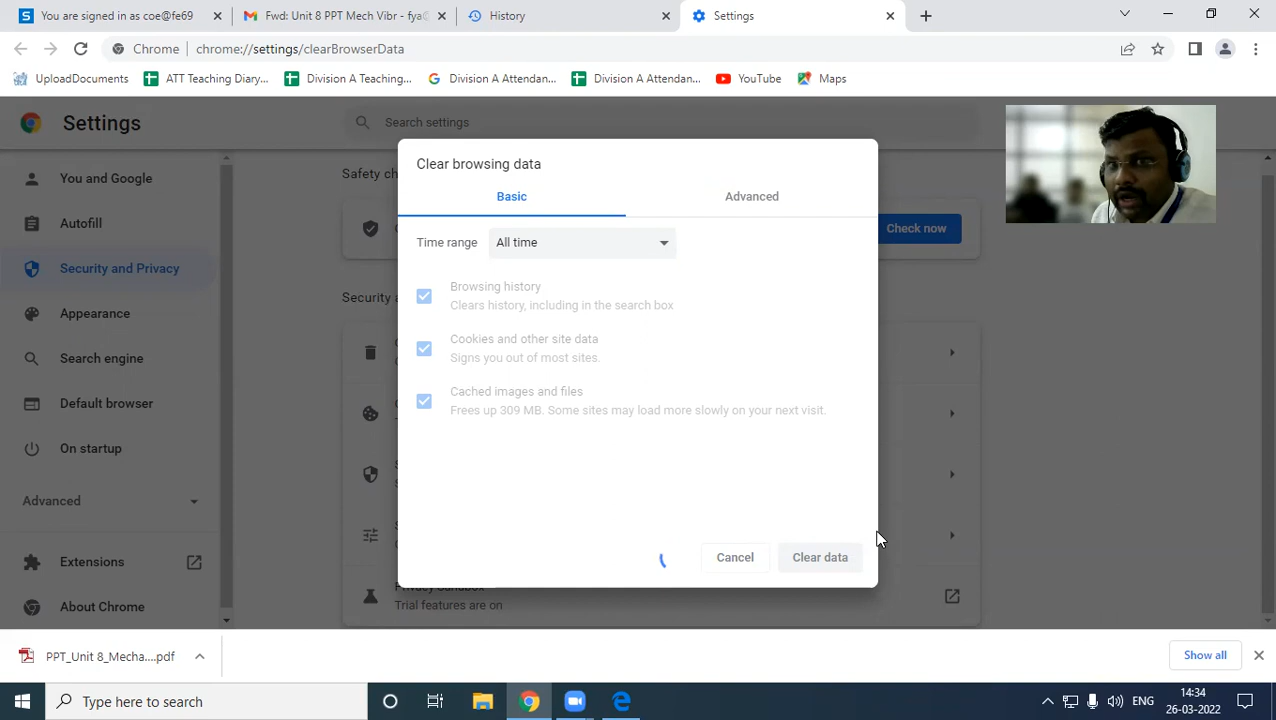 You are signed in as coe@fe69
Fwd: Unit 8 PPT Mech Vibr - fya@
History
Settings
Chrome | chrome://settings/clearBrowserData
UploadDocuments
ATT Teaching Diary...
Division A Teaching...
Division A Attendan...
Division A Attendan...
YouTube
Maps
Settings
Search settings
You and Google
Autofill
Security and Privacy
Appearance
Search engine
Default browser
On startup
Advanced
Extensions
About Chrome
Safety
Check now
Security
Clear browsing data
Basic
Advanced
Time range
All time
Browsing history
Clears history, including in the search box
Cookies and other site data
Signs you out of most sites.
Cached images and files
Frees up 309 MB. Some sites may load more slowly on your next visit.
Cancel
Clear data
Privacy Sandbox
Trial features are on
PPT_Unit 8_Mecha....pdf
Show all
Type here to search
ENG
14:34
26-03-2022